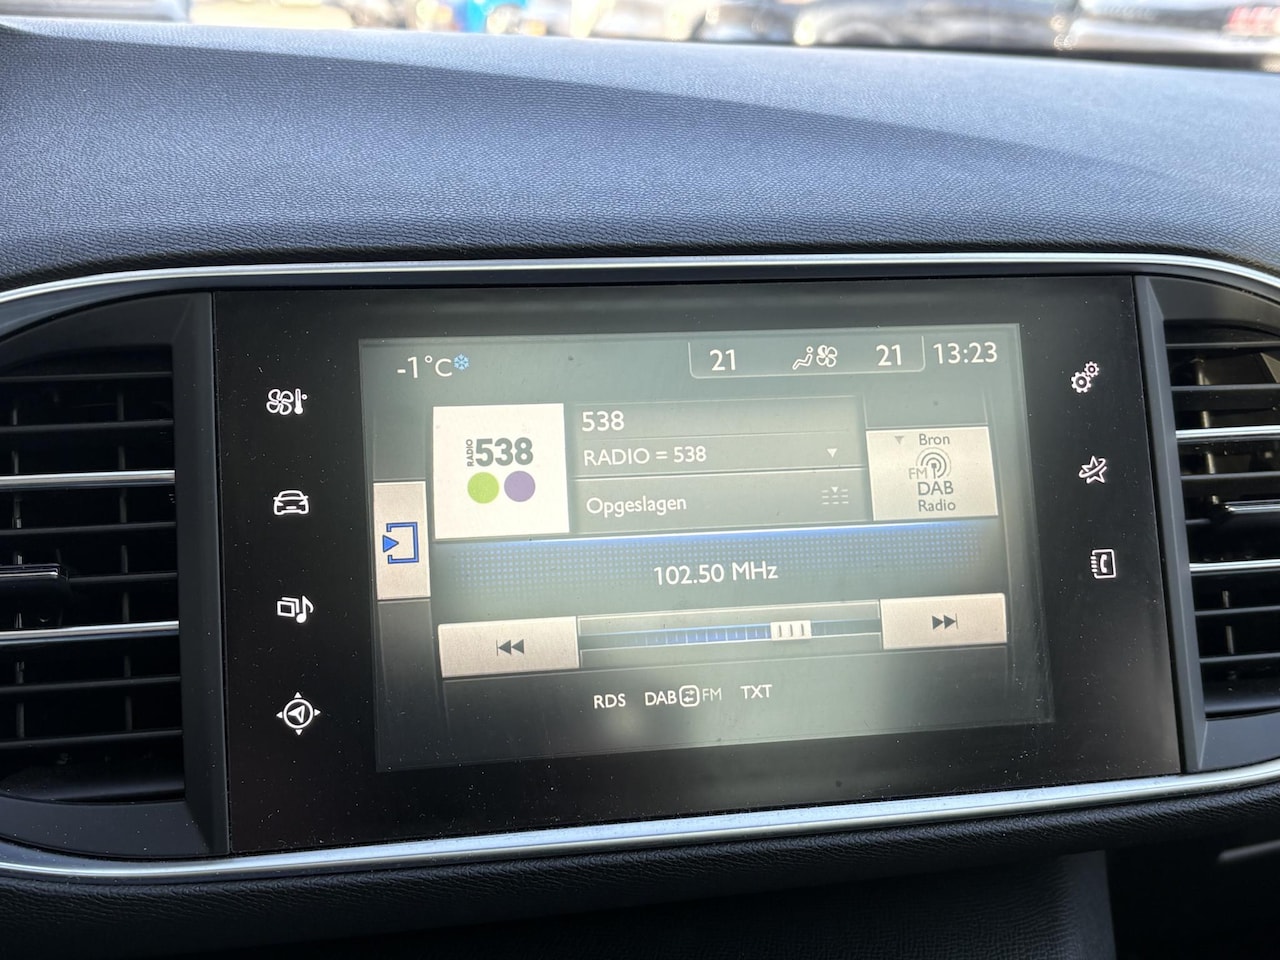 -1°C
21
21
13:23
RADIO 538
538
RADIO = 538
Opgeslagen
Bron
FM
DAB
Radio
102.50 MHz
RDS DAB FM TXT